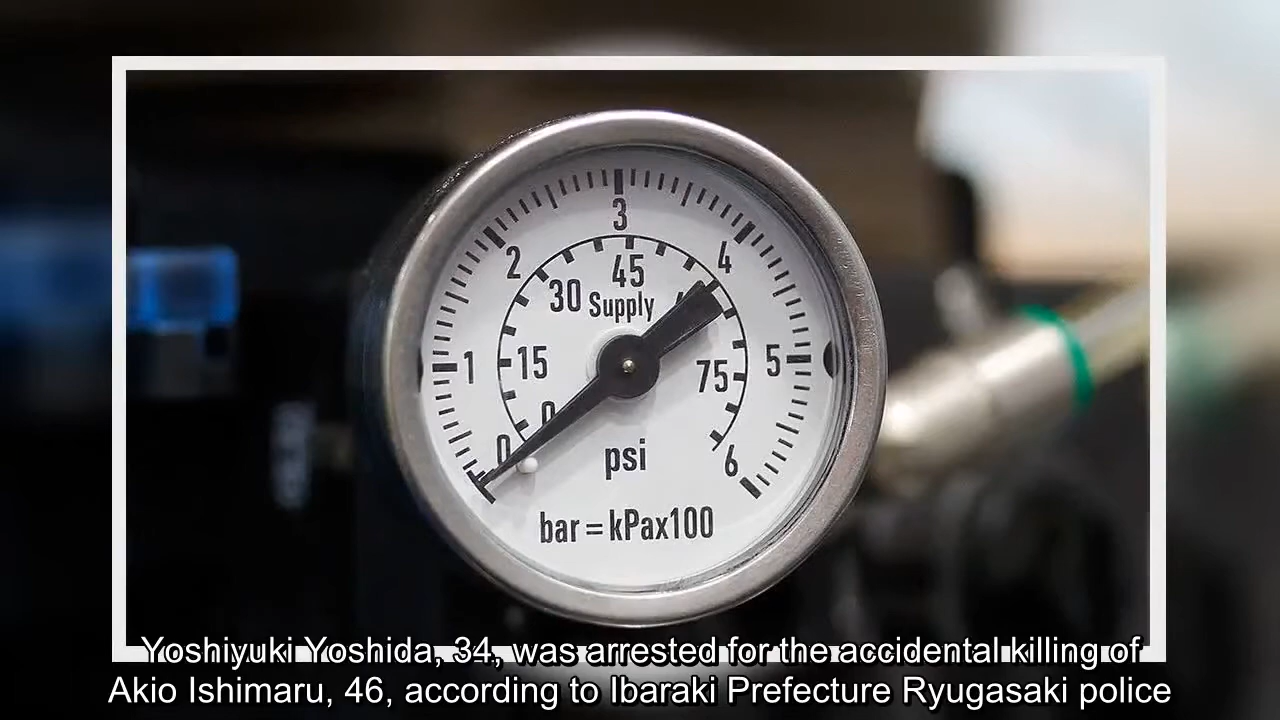 3
2
4
45
30
Supply
1
15
75
5
0
0
psi
6
bar = kPax100
Yoshiyuki Yoshida, 34, was arrested for the accidental killing of
Akio Ishimaru, 46, according to Ibaraki Prefecture Ryugasaki police